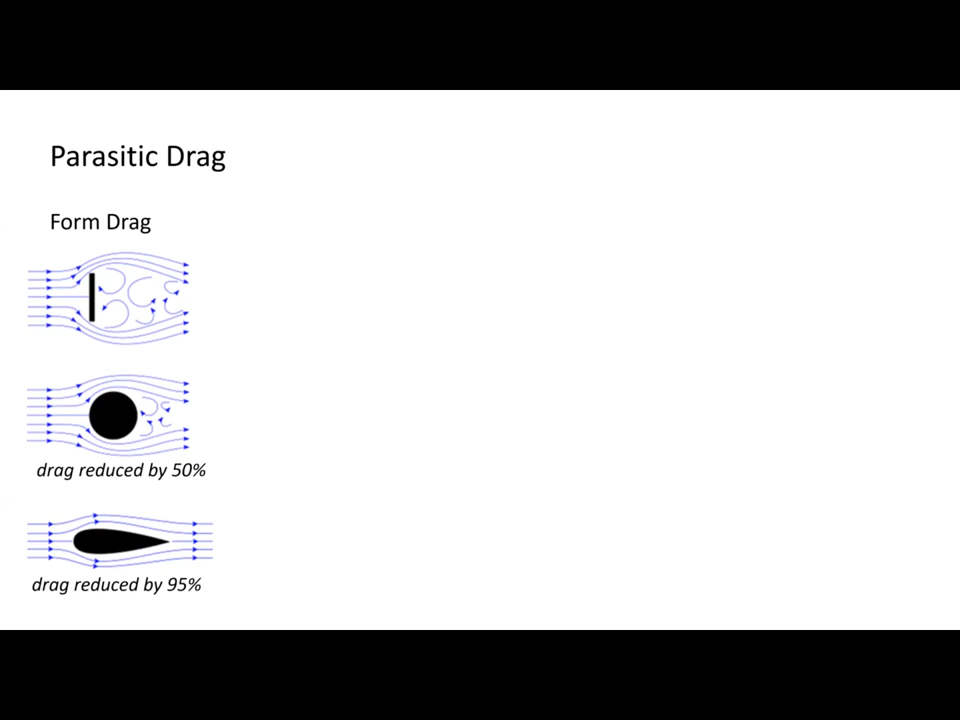 Parasitic Drag
Form Drag
drag reduced by 50%
drag reduced by 95%